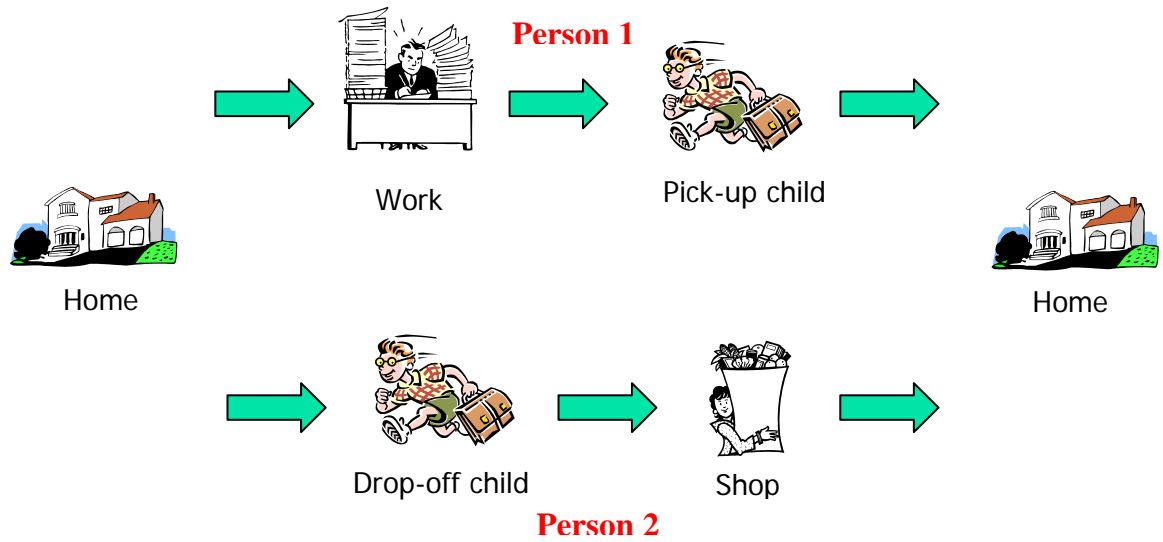 Person 1
Work
Pick-up child
Home
Home
Drop-off child
Shop
Person 2